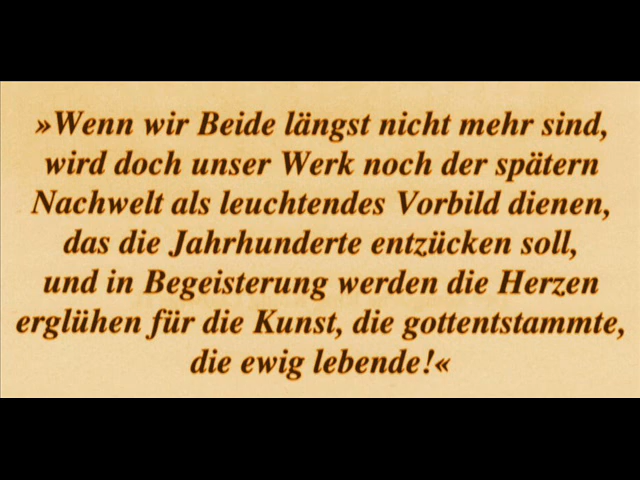 »Wenn wir Beide längst nicht mehr sind,
wird doch unser Werk noch der spätern
Nachwelt als leuchtendes Vorbild dienen,
das die Jahrhunderte entzücken soll,
und in Begeisterung werden die Herzen
erglühen für die Kunst, die gottentstammte,
die ewig lebende!«